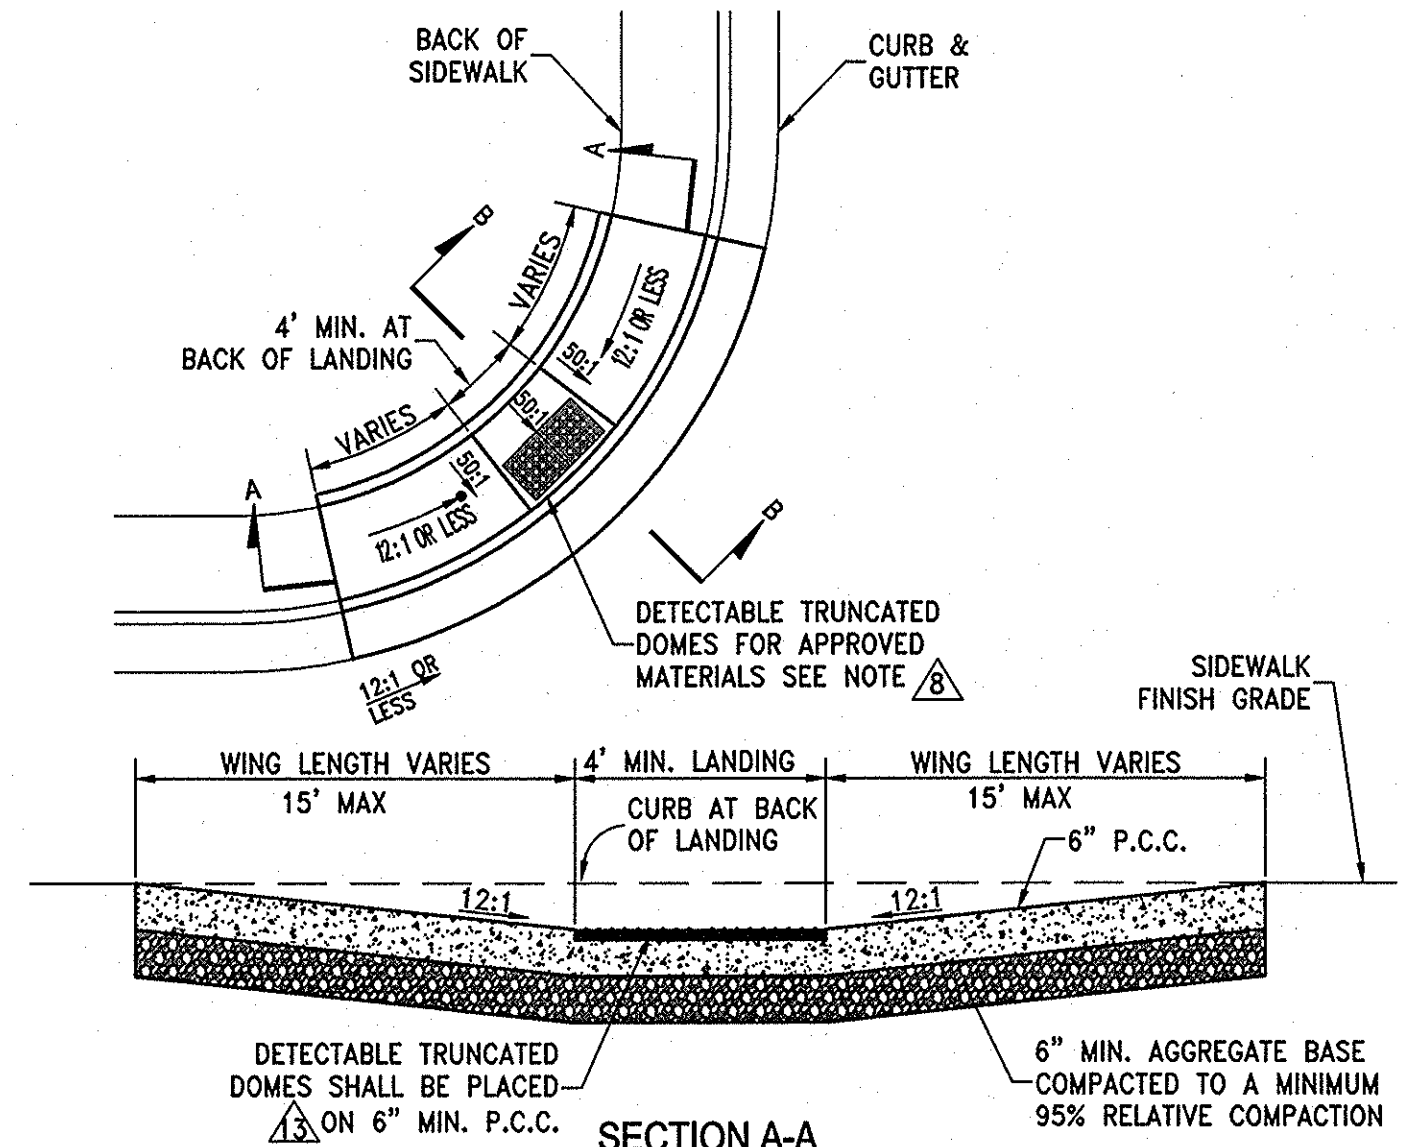 BACK OF
SIDEWALK
CURB &
GUTTER
A
B
VARIES
4' MIN. AT
BACK OF LANDING
50:1
12:1 OR LESS
50:1
VARIES
50:1
A
12:1 OR LESS
B
DETECTABLE TRUNCATED
DOMES FOR APPROVED
MATERIALS SEE NOTE 8
12:1 OR
LESS
SIDEWALK
FINISH GRADE
WING LENGTH VARIES
15' MAX
4' MIN. LANDING
WING LENGTH VARIES
15' MAX
CURB AT BACK
OF LANDING
6" P.C.C.
12:1
12:1
DETECTABLE TRUNCATED
DOMES SHALL BE PLACED
13 ON 6" MIN. P.C.C.
6" MIN. AGGREGATE BASE
COMPACTED TO A MINIMUM
95% RELATIVE COMPACTION
SECTION A-A